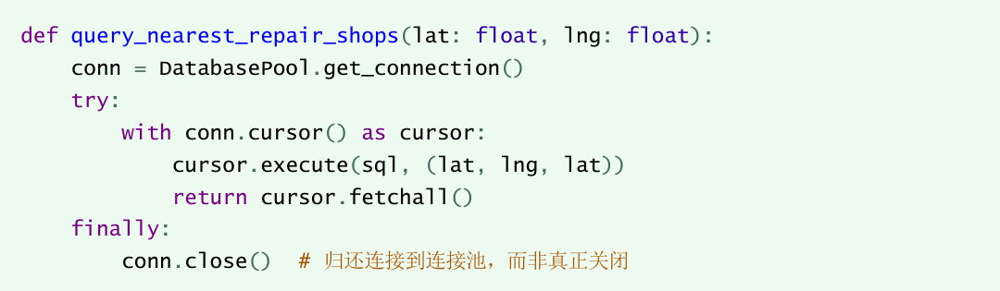 def query_nearest_repair_shops(lat: float, lng: float):
    conn = DatabasePool.get_connection()
    try:
        with conn.cursor() as cursor:
            cursor.execute(sql, (lat, lng, lat))
            return cursor.fetchall()
    finally:
        conn.close()  # 归还连接到连接池，而非真正关闭